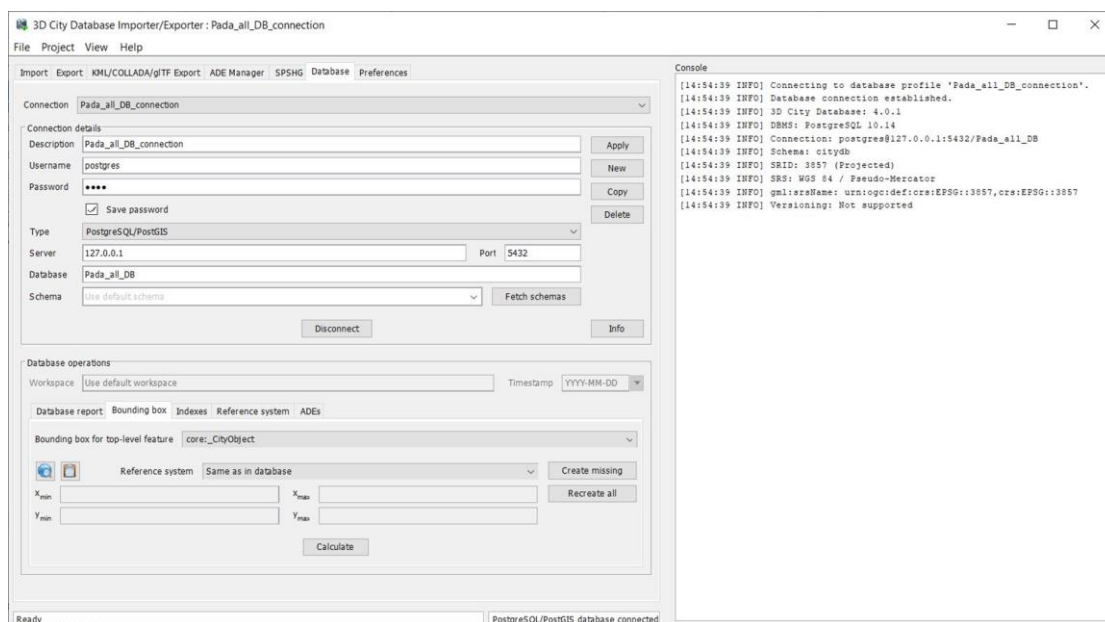 3D City Database Importer/Exporter : Pada_all_DB_connection
File Project View Help
Import Export KML/COLLADA/glTF Export ADE Manager SPSHG Database Preferences
Connection Pada_all_DB_connection
Connection details
Description Pada_all_DB_connection Apply
Username postgres New
Password •••• Copy
Save password Delete
Type PostgreSQL/PostGIS
Server 127.0.0.1 Port 5432
Database Pada_all_DB
Schema Use default schema Fetch schemas
Disconnect Info
Database operations
Workspace Use default workspace Timestamp YYYY-MM-DD
Database report Bounding box Indexes Reference system ADEs
Bounding box for top-level feature core:_CityObject
Reference system Same as in database Create missing
Xmin Xmax Recreate all
Ymin Ymax
Calculate
Ready PostgreSQL/PostGIS database connected
Console
[14:54:39 INFO] Connecting to database profile 'Pada_all_DB_connection'.
[14:54:39 INFO] Database connection established.
[14:54:39 INFO] 3D City Database: 4.0.1
[14:54:39 INFO] DBMS: PostgreSQL 10.14
[14:54:39 INFO] Connection: postgres@127.0.0.1:5432/Pada_all_DB
[14:54:39 INFO] Schema: citydb
[14:54:39 INFO] SRID: 3857 (Projected)
[14:54:39 INFO] SRS: WGS 84 / Pseudo-Mercator
[14:54:39 INFO] gml:srsName: urn:ogc:def:crs:EPSG::3857,crs:EPSG::3857
[14:54:39 INFO] Versioning: Not supported